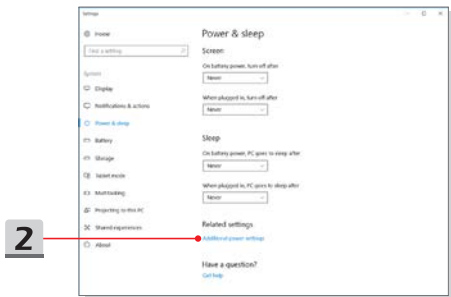 Settings
Home
Power & sleep
Find a setting
Screen
On battery power, turn off after
Never
System
Display
When plugged in, turn off after
Never
Notifications & actions
Power & sleep
Battery
Sleep
On battery power, PC goes to sleep after
Never
Storage
Tablet mode
When plugged in, PC goes to sleep after
Never
Multitasking
Projecting to this PC
Shared experiences
Related settings
2
Additional power settings
About
Have a question?
Get help